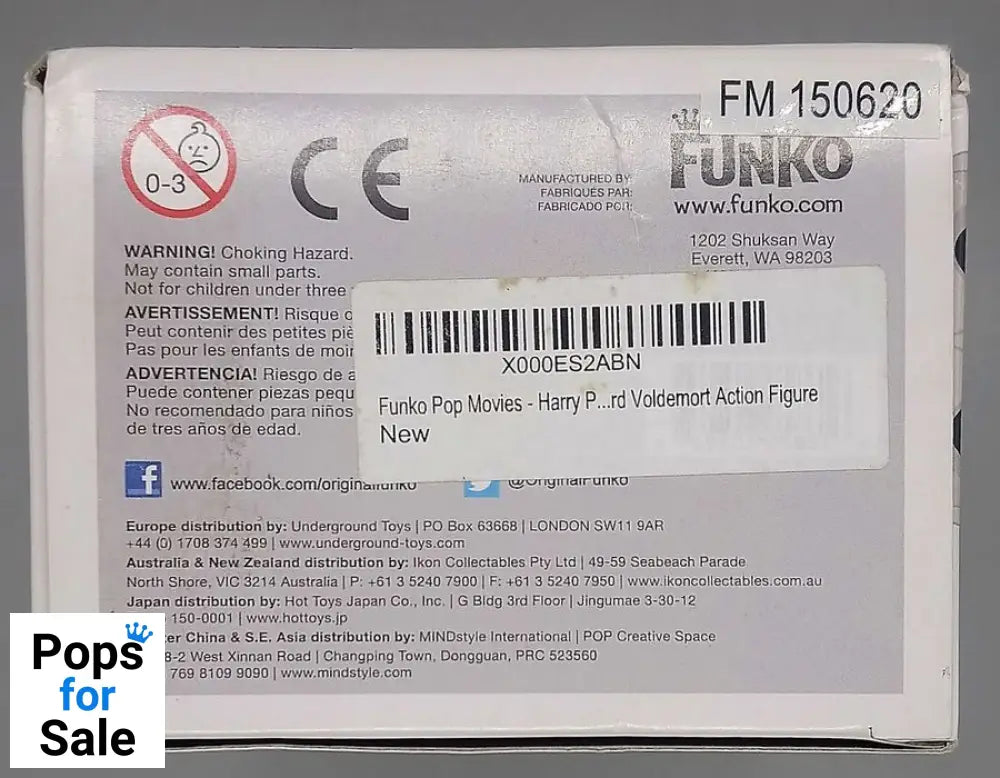 FM 150620
0-3
CE
MANUFACTURED BY:
FABRIQUÉS PAR:
FABRICADO POR:
FUNKO
www.funko.com
1202 Shuksan Way
Everett, WA 98203
WARNING! Choking Hazard.
May contain small parts.
Not for children under three
AVERTISSEMENT! Risque
Peut contenir des petites
Pas pour les enfants de
ADVERTENCIA! Riesgo de
Puede contener piezas
No recomendado para niños
de tres años de edad.
X000ES2ABN
Funko Pop Movies - Harry P...rd Voldemort Action Figure
New
www.facebook.com/originalfunko
@OriginalFunko
Europe distribution by: Underground Toys | PO Box 63668 | LONDON SW11 9AR
+44 (0) 1708 374 499 | www.underground-toys.com
Australia & New Zealand distribution by: Ikon Collectables Pty Ltd | 49-59 Seabeach Parade
North Shore, VIC 3214 Australia | P: +61 3 5240 7900 | F: +61 3 5240 7950 | www.ikoncollectables.com.au
Japan distribution by: Hot Toys Japan Co., Inc. | G Bldg 3rd Floor | Jingumae 3-30-12
150-0001 | www.hottoys.jp
China & S.E. Asia distribution by: MINDstyle International | POP Creative Space
8-2 West Xinnan Road | Changping Town, Dongguan, PRC 523560
769 8109 9090 | www.mindstyle.com
Pops
for
Sale